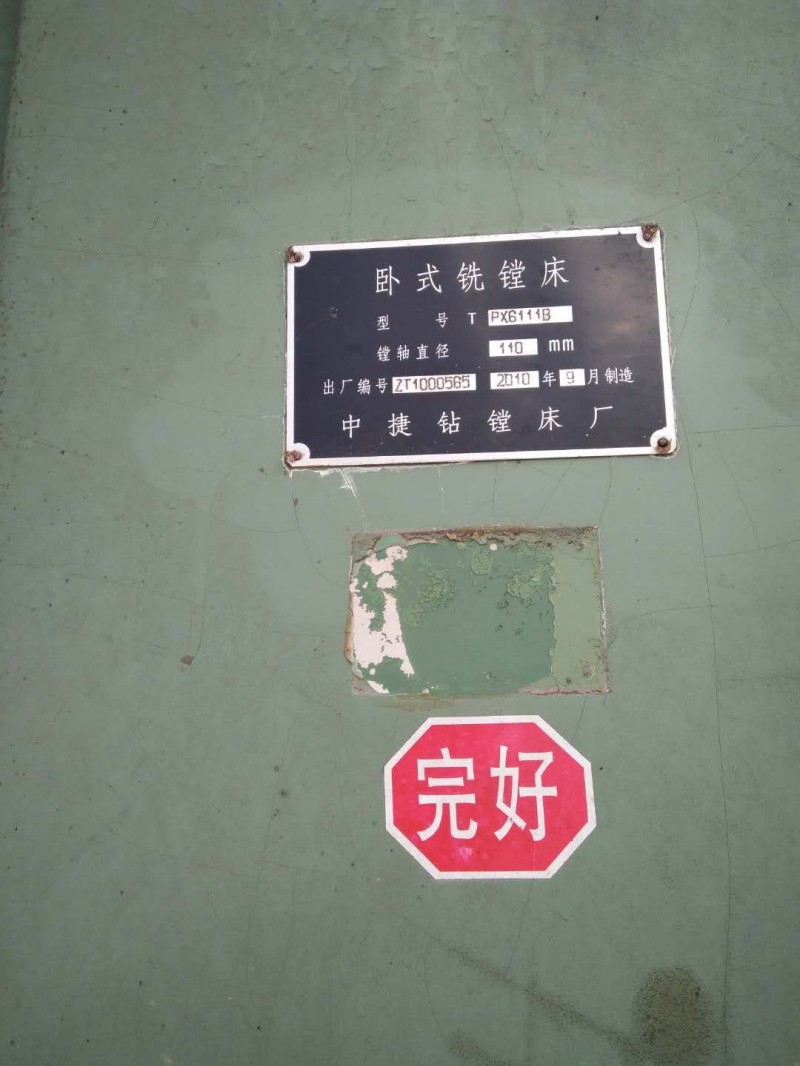 卧式铣镗床
型 号 T PX6111B
镗轴直径 110 mm
出厂编号 ZT1000565 2010 年 9 月制造
中捷钻镗床厂
完好